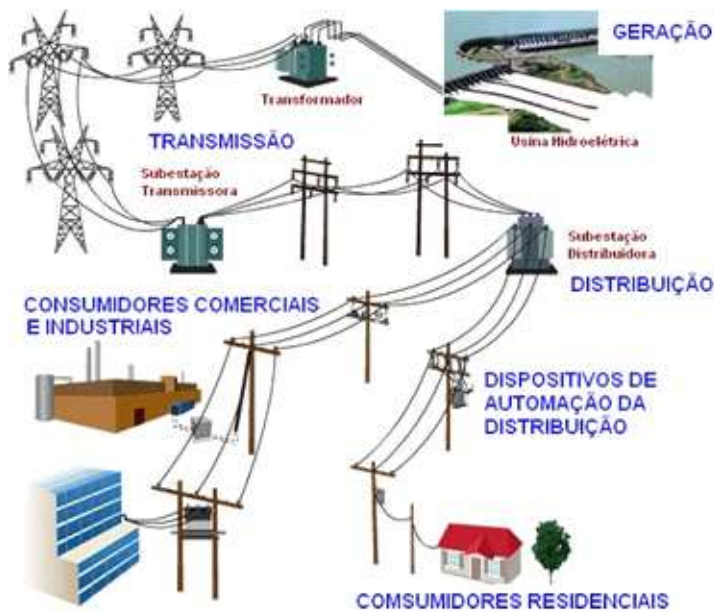 GERAÇÃO
Transformador
Usina Hidroelétrica
TRANSMISSÃO
Subestação
Transmissora
Subestação
Distribuidora
DISTRIBUIÇÃO
CONSUMIDORES COMERCIAIS
E INDUSTRIAIS
DISPOSITIVOS DE
AUTOMAÇÃO DA
DISTRIBUIÇÃO
COMSUMIDORES RESIDENCIAIS